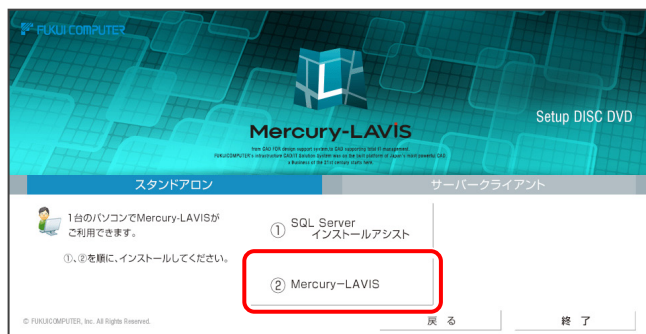 FUKUI COMPUTER
Mercury-LAVIS
Setup DISC DVD
スタンドアロン
サーバークライアント
1台のパソコンでMercury-LAVISが
ご利用できます。
①、②を順に、インストールしてください。
① SQL Server
インストールアシスト
② Mercury-LAVIS
© FUKUICOMPUTER, Inc. All Rights Reserved.
戻 る
終 了